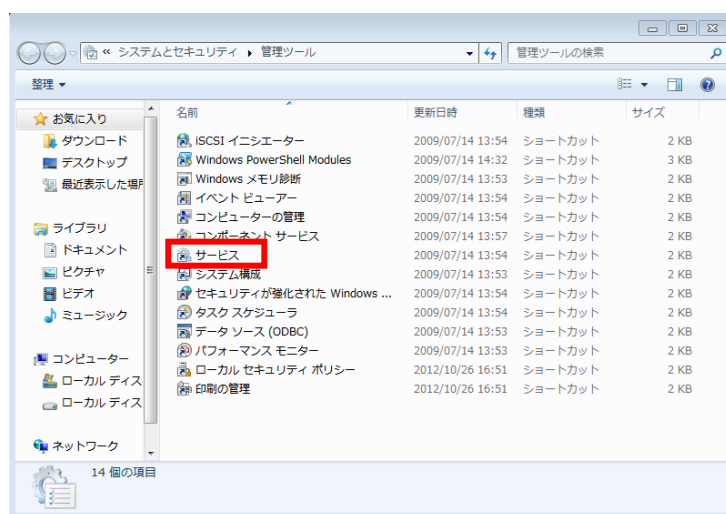 « システムとセキュリティ ▸ 管理ツール 管理ツールの検索
整理 ▼
名前 更新日時 種類 サイズ
お気に入り
ダウンロード
デスクトップ
最近表示した場所
ライブラリ
ドキュメント
ピクチャ
ビデオ
ミュージック
コンピューター
ローカル ディス
ローカル ディス
ネットワーク
iSCSI イニシエーター 2009/07/14 13:54 ショートカット 2 KB
Windows PowerShell Modules 2009/07/14 14:32 ショートカット 3 KB
Windows メモリ診断 2009/07/14 13:53 ショートカット 2 KB
イベント ビューアー 2009/07/14 13:54 ショートカット 2 KB
コンピューターの管理 2009/07/14 13:54 ショートカット 2 KB
コンポーネント サービス 2009/07/14 13:57 ショートカット 2 KB
サービス 2009/07/14 13:54 ショートカット 2 KB
システム構成 2009/07/14 13:53 ショートカット 2 KB
セキュリティが強化された Windows ... 2009/07/14 13:54 ショートカット 2 KB
タスク スケジューラ 2009/07/14 13:54 ショートカット 2 KB
データ ソース (ODBC) 2009/07/14 13:53 ショートカット 2 KB
パフォーマンス モニター 2009/07/14 13:53 ショートカット 2 KB
ローカル セキュリティ ポリシー 2012/10/26 16:51 ショートカット 2 KB
印刷の管理 2012/10/26 16:51 ショートカット 2 KB
14 個の項目